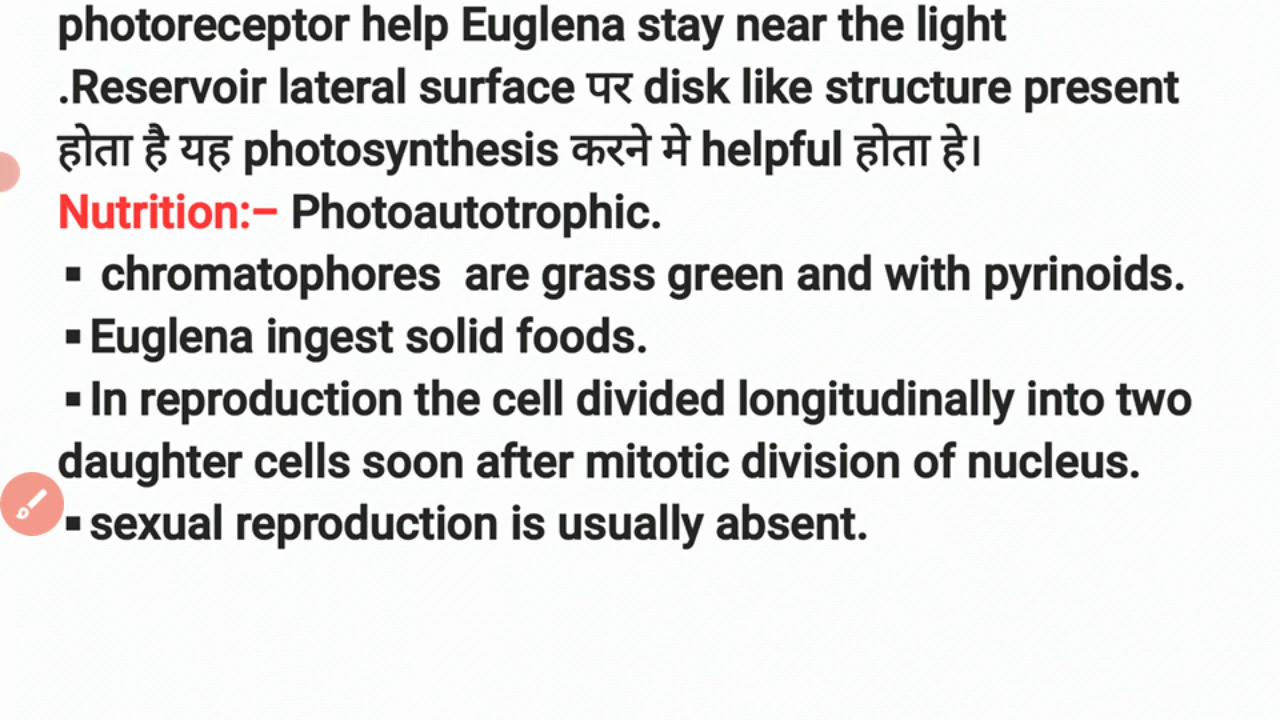 photoreceptor help Euglena stay near the light
.Reservoir lateral surface पर disk like structure present
होता है यह photosynthesis करने मे helpful होता हे।
Nutrition:– Photoautotrophic.
▪ chromatophores are grass green and with pyrinoids.
▪Euglena ingest solid foods.
▪In reproduction the cell divided longitudinally into two
daughter cells soon after mitotic division of nucleus.
▪sexual reproduction is usually absent.